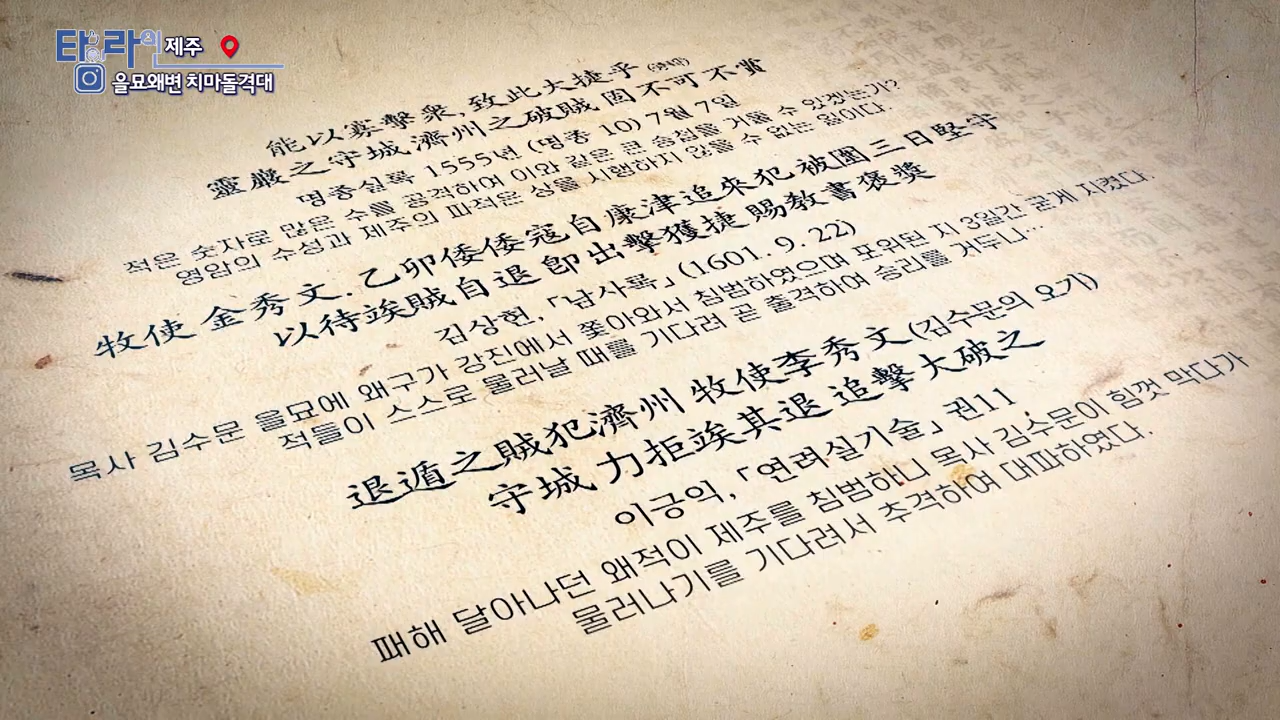 탐라의 제주
을묘왜변 치마돌격대
能以寡擊衆, 致此大捷乎
靈巖之守城濟州之破賊 固不可不賞
명종실록 1555년 (명종 10) 7월 7일
적은 숫자로 많은 수를 공격하여 이와 같은 큰 승첩을 거둘 수 있겠는가?
영암의 수성과 제주의 파적은 상을 시행하지 않을 수 없는 일이다.
牧使 金秀文. 乙卯倭倭寇自康津追來犯被圍三日堅守
以待竢賊自退 卽出擊獲捷 賜敎書褒奬
김상헌, 「남사록」 (1601. 9. 22)
목사 김수문 을묘에 왜구가 강진에서 쫓아와서 침범하였으며 포위된 지 3일간 굳게 지켰다.
적들이 스스로 물러날 때를 기다려 곧 출격하여 승리를 거두니…
退遁之賊犯濟州 牧使李秀文(김수문의 오기)
守城 力拒竢其退 追擊大破之
이긍익, 「연려실기술」 권11
패해 달아나던 왜적이 제주를 침범하니 목사 김수문이 힘껏 막다가
물러나기를 기다려서 추격하여 대파하였다.